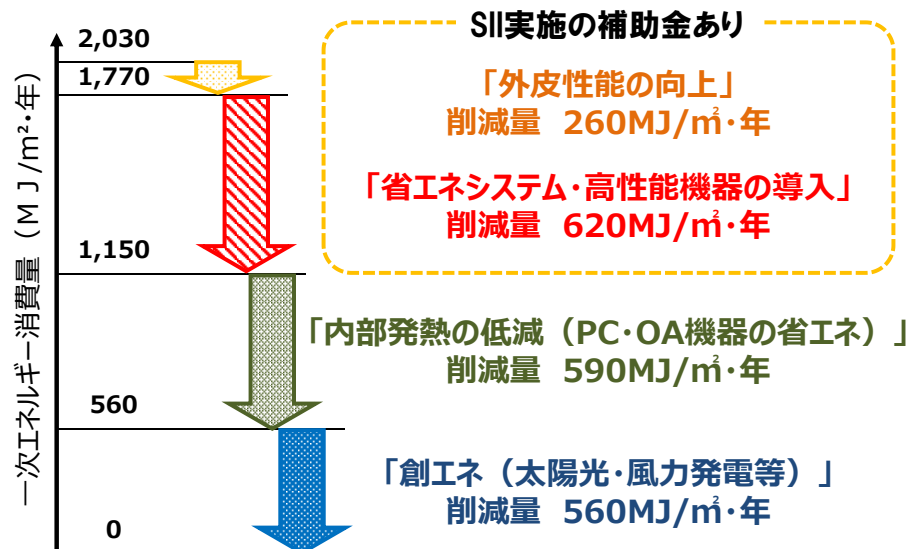 SII実施の補助金あり
2,030
1,770
「外皮性能の向上」
削減量 260MJ/㎡･年
「省エネシステム･高性能機器の導入」
削減量 620MJ/㎡･年
1,150
「内部発熱の低減（PC･OA機器の省エネ）」
削減量 590MJ/㎡･年
560
「創エネ（太陽光･風力発電等）」
削減量 560MJ/㎡･年
0
一次エネルギー消費量（MJ/m²･年）